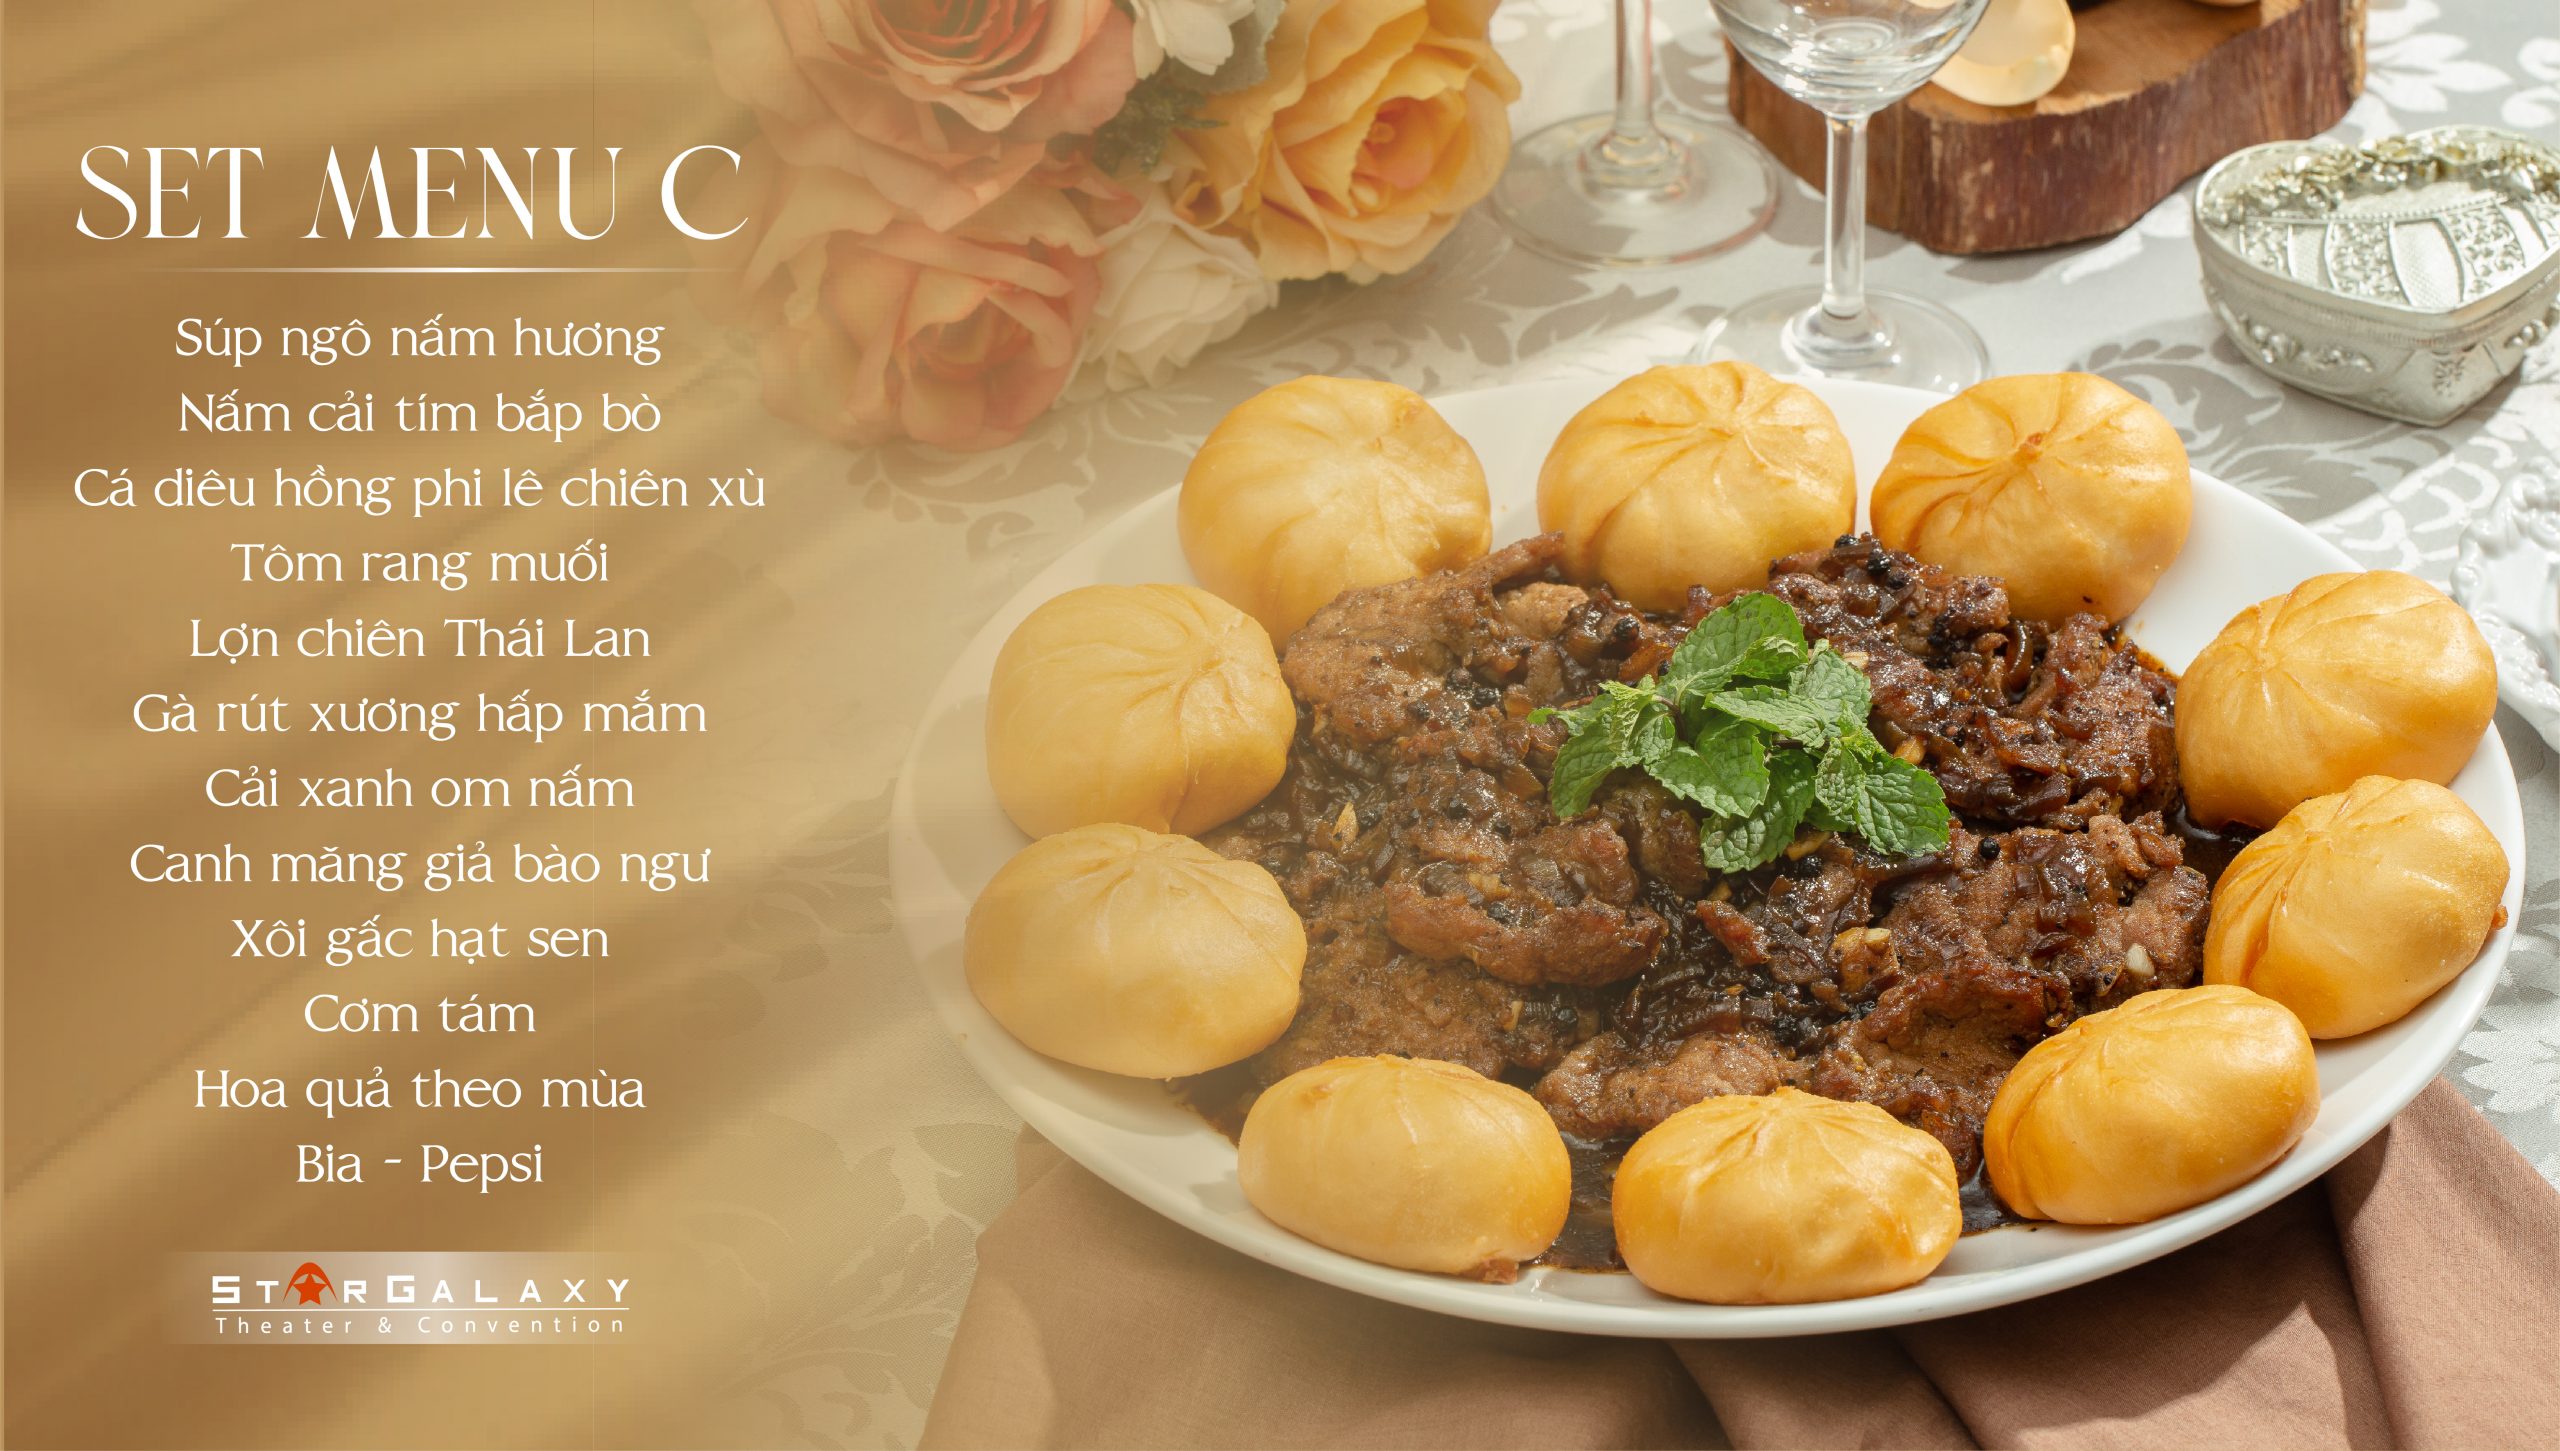 SET MENU C
Súp ngô nấm hương
Nấm cải tím bắp bò
Cá diêu hồng phi lê chiên xù
Tôm rang muối
Lợn chiên Thái Lan
Gà rút xương hấp mắm
Cải xanh om nấm
Canh măng giả bào ngư
Xôi gấc hạt sen
Cơm tám
Hoa quả theo mùa
Bia - Pepsi
STARGALAXY
Theater & Convention